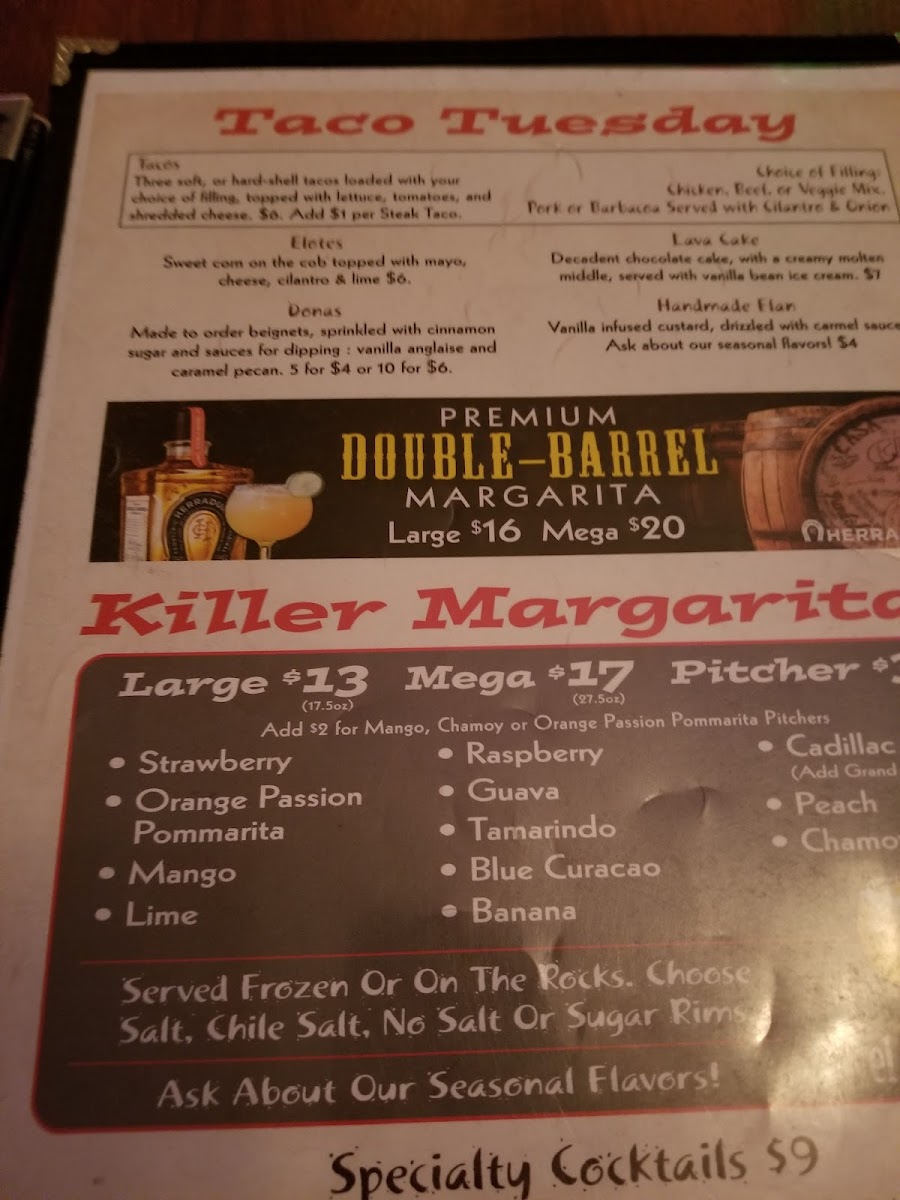 Taco Tuesday
Tacos
Three soft, or hard-shell tacos loaded with your
choice of filling, topped with lettuce, tomatoes, and
shredded cheese. $6. Add $1 per Steak Taco.
Choice of Filling:
Chicken, Beef, or Veggie Mix.
Pork or Barbacoa Served with Cilantro & Onion
Elotes
Sweet corn on the cob topped with mayo,
cheese, cilantro & lime $6.
Lava Cake
Decadent chocolate cake, with a creamy molten
middle, served with vanilla bean ice cream. $7
Donas
Made to order beignets, sprinkled with cinnamon
sugar and sauces for dipping : vanilla anglaise and
caramel pecan. 5 for $4 or 10 for $6.
Handmade Flan
Vanilla infused custard, drizzled with carmel sauce
Ask about our seasonal flavors! $4
PREMIUM
DOUBLE-BARREL
MARGARITA
Large $16 Mega $20
HERRADU
HERRA
Killer Margarita
Large $13 Mega $17 Pitcher $
(17.5oz) (27.5oz)
Add $2 for Mango, Chamoy or Orange Passion Pommarita Pitchers
• Strawberry
• Orange Passion
Pommarita
• Mango
• Lime
• Raspberry
• Guava
• Tamarindo
• Blue Curacao
• Banana
• Cadillac
(Add Grand
• Peach
• Chamo
Served Frozen Or On The Rocks. Choose
Salt, Chile Salt, No Salt Or Sugar Rims
Ask About Our Seasonal Flavors!
Specialty Cocktails $9